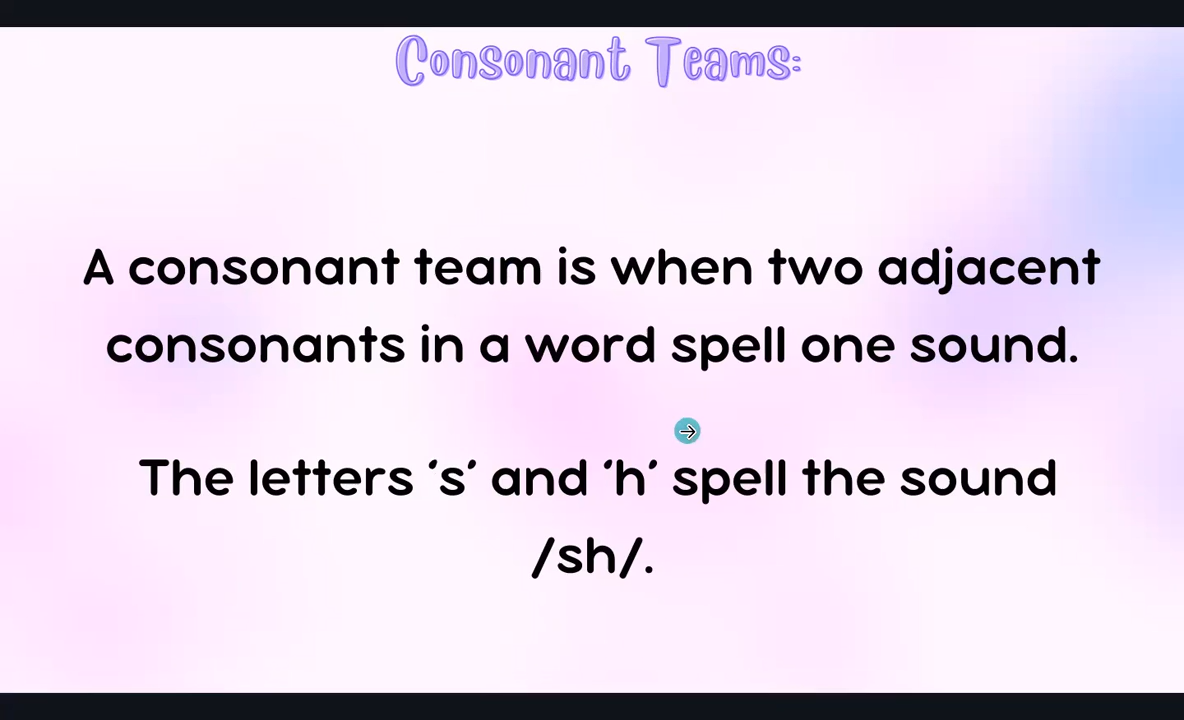 Consonant Teams:
A consonant team is when two adjacent
consonants in a word spell one sound.
The letters ‘s’ and ‘h’ spell the sound
/sh/.